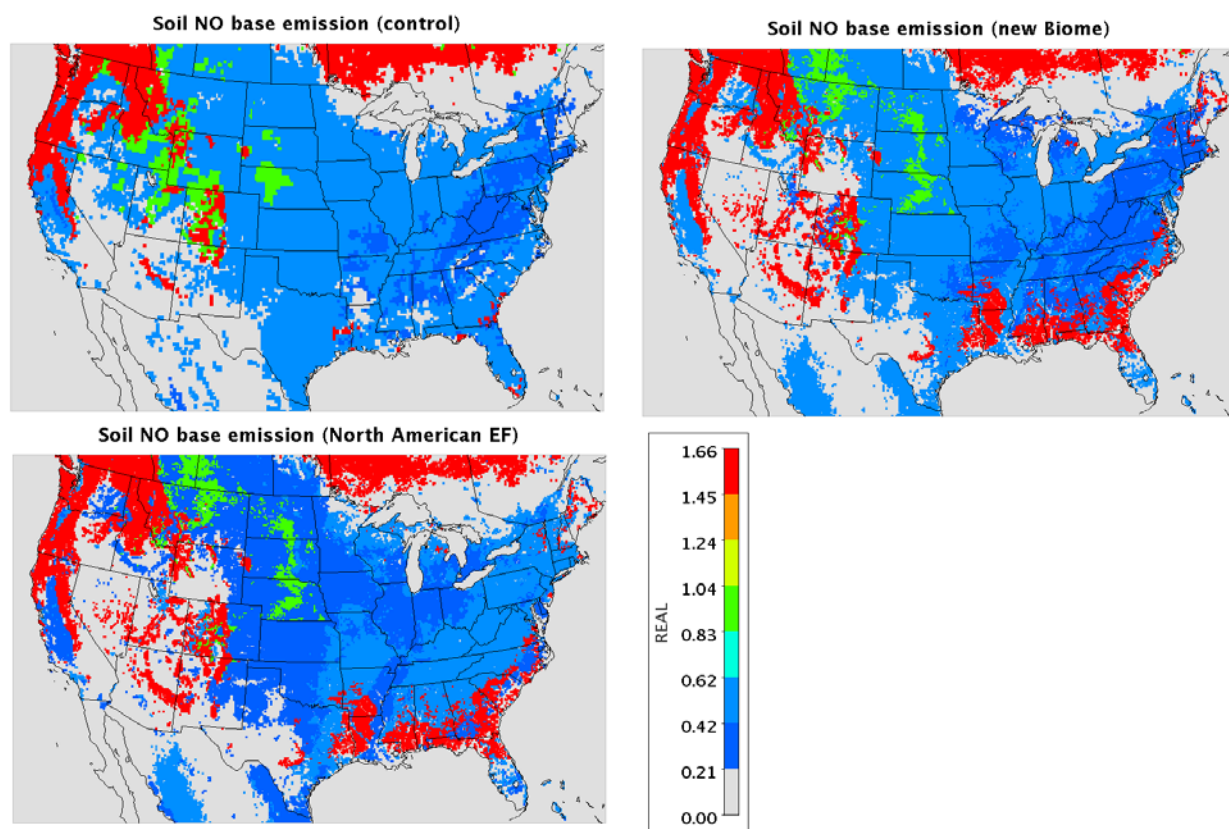 Soil NO base emission (control)
Soil NO base emission (new Biome)
Soil NO base emission (North American EF)
1.66
1.45
1.24
1.04
0.83
0.62
0.42
0.21
0.00
REAL